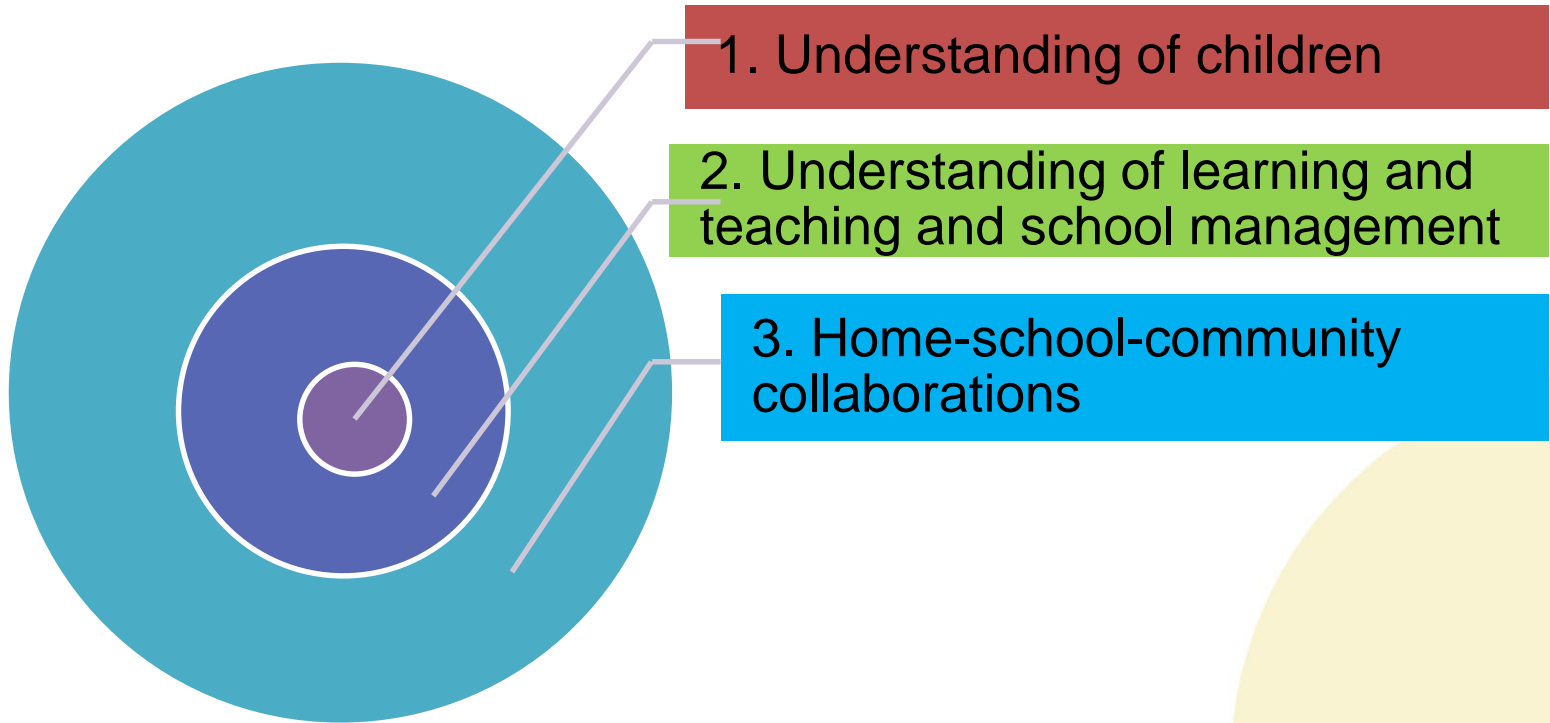 1. Understanding of children
2. Understanding of learning and
teaching and school management
3. Home-school-community
collaborations